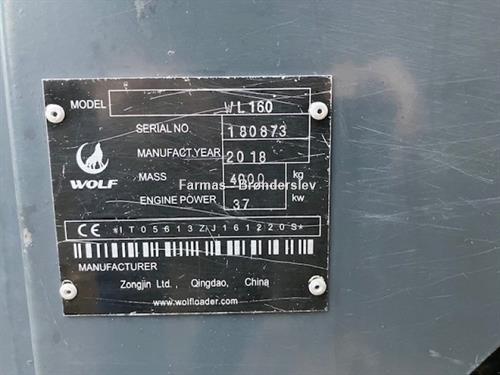 MODEL WL160
SERIAL NO. 180873
MANUFACT.YEAR 2018
MASS 4000 kg
Farmas - Brønderslev
ENGINE POWER 37 kw
WOLF
CE *IT05613ZJ161220S*
MANUFACTURER
Zongjin Ltd., Qingdao, China
www.wolfloader.com